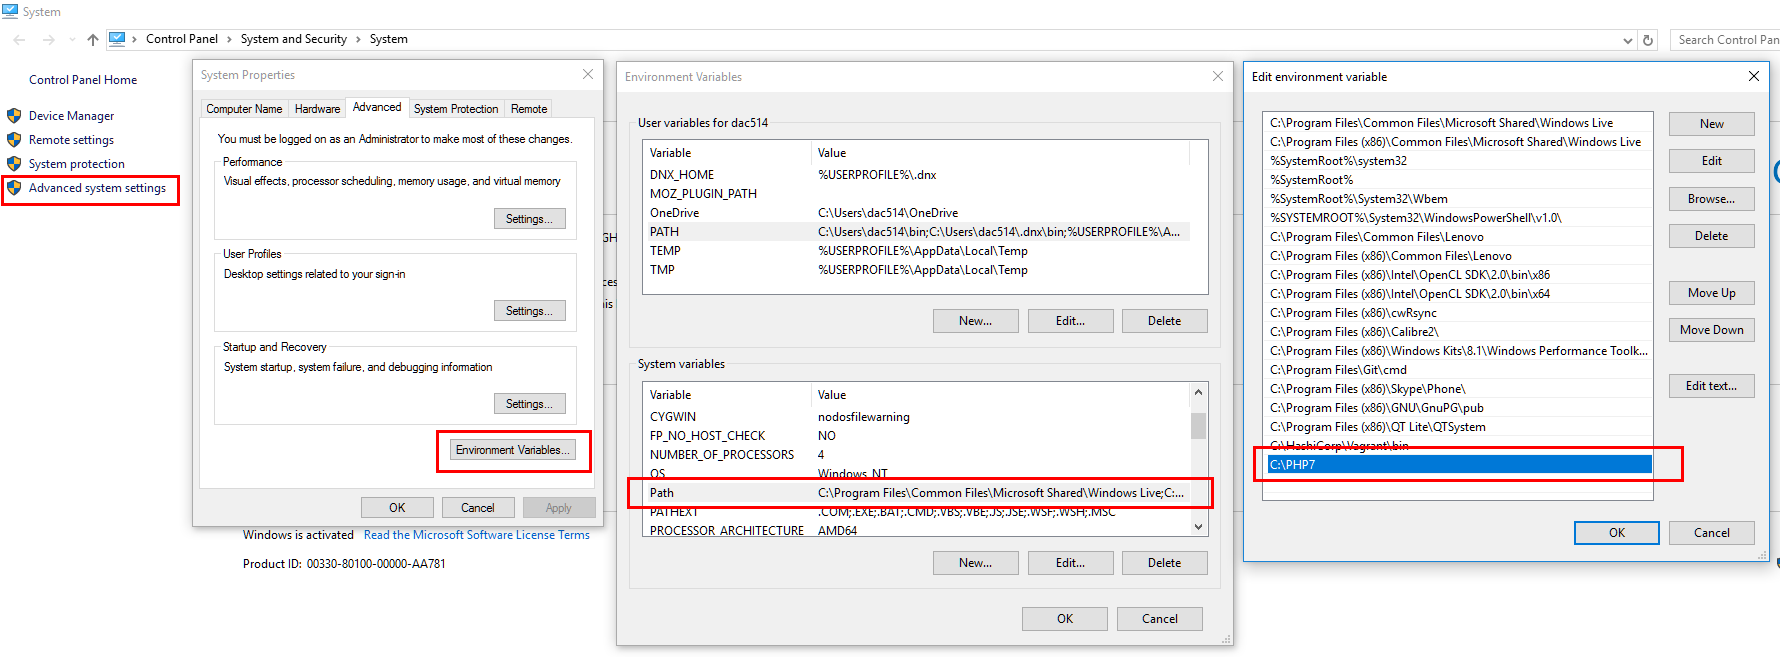 System
Control Panel > System and Security > System
Search Control Pan
Control Panel Home
Device Manager
Remote settings
System protection
Advanced system settings
System Properties
Computer Name Hardware Advanced System Protection Remote
You must be logged on as an Administrator to make most of these changes.
Performance
Visual effects, processor scheduling, memory usage, and virtual memory
Settings...
User Profiles
Desktop settings related to your sign-in
Settings...
Startup and Recovery
System startup, system failure, and debugging information
Settings...
Environment Variables...
OK Cancel Apply
Windows is activated Read the Microsoft Software License Terms
Product ID: 00330-80100-00000-AA781
Environment Variables
User variables for dac514
Variable Value
DNX_HOME %USERPROFILE%\.dnx
MOZ_PLUGIN_PATH
OneDrive C:\Users\dac514\OneDrive
PATH C:\Users\dac514\bin;C:\Users\dac514\.dnx\bin;%USERPROFILE%\A...
TEMP %USERPROFILE%\AppData\Local\Temp
TMP %USERPROFILE%\AppData\Local\Temp
New... Edit... Delete
System variables
Variable Value
CYGWIN nodosfilewarning
FP_NO_HOST_CHECK NO
NUMBER_OF_PROCESSORS 4
OS Windows_NT
Path C:\Program Files\Common Files\Microsoft Shared\Windows Live;C:...
PATHEXT .COM;.EXE;.BAT;.CMD;.VBS;.VBE;.JS;.JSE;.WSF;.WSH;.MSC
PROCESSOR_ARCHITECTURE AMD64
New... Edit... Delete
OK Cancel
Edit environment variable
C:\Program Files\Common Files\Microsoft Shared\Windows Live
C:\Program Files (x86)\Common Files\Microsoft Shared\Windows Live
%SystemRoot%\system32
%SystemRoot%
%SystemRoot%\System32\Wbem
%SYSTEMROOT%\System32\WindowsPowerShell\v1.0\
C:\Program Files\Common Files\Lenovo
C:\Program Files (x86)\Common Files\Lenovo
C:\Program Files (x86)\Intel\OpenCL SDK\2.0\bin\x86
C:\Program Files (x86)\Intel\OpenCL SDK\2.0\bin\x64
C:\Program Files (x86)\cwRsync
C:\Program Files (x86)\Calibre2\
C:\Program Files (x86)\Windows Kits\8.1\Windows Performance Toolk...
C:\Program Files\Git\cmd
C:\Program Files (x86)\Skype\Phone\
C:\Program Files (x86)\GNU\GnuPG\pub
C:\Program Files (x86)\QT Lite\QTSystem
C:\HashiCorp\Vagrant\bin
C:\PHP7
New
Edit
Browse...
Delete
Move Up
Move Down
Edit text...
OK Cancel